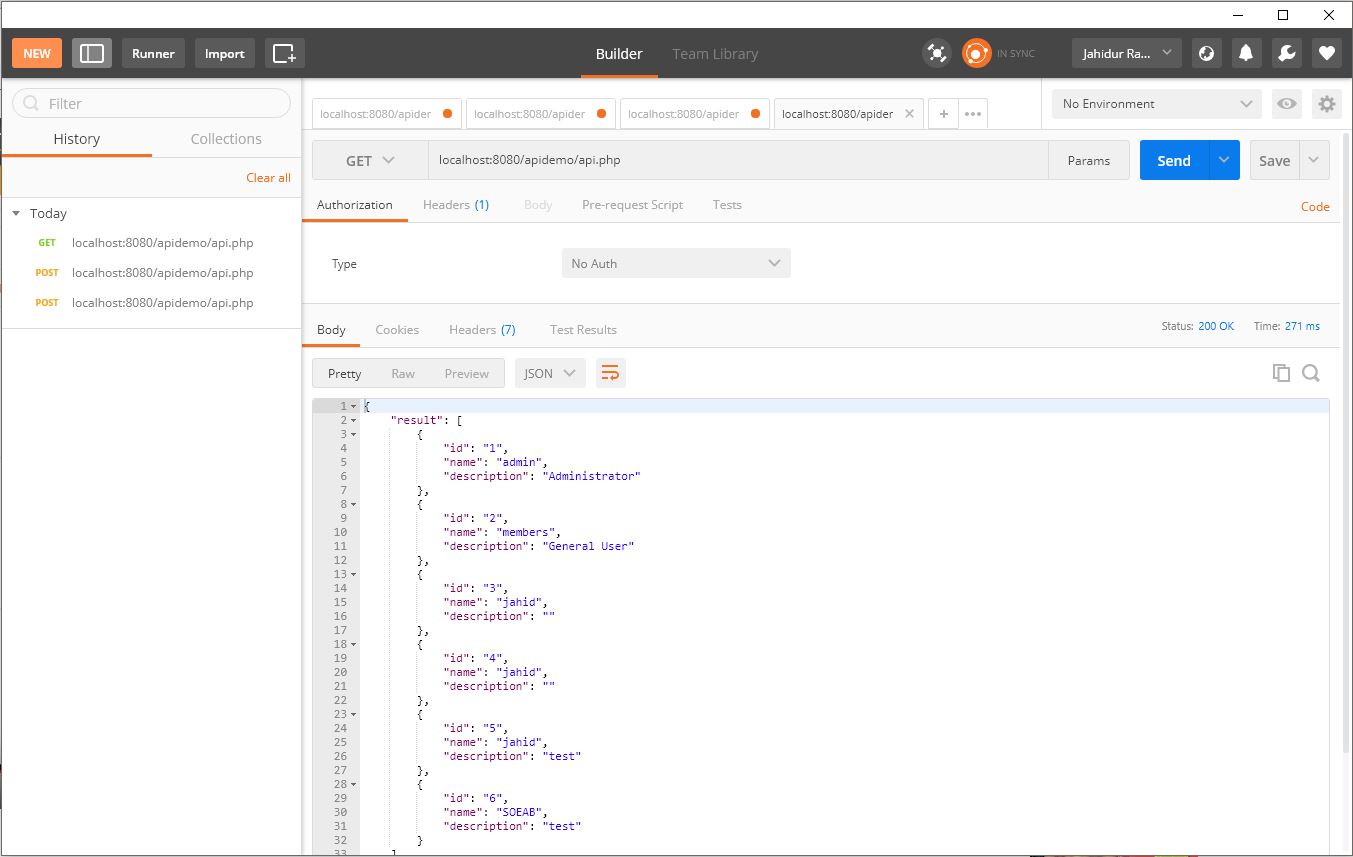 NEW Runner Import Builder Team Library IN SYNC Jahidur Ra...
Filter
History Collections
Clear all
Today
GET localhost:8080/apidemo/api.php
POST localhost:8080/apidemo/api.php
POST localhost:8080/apidemo/api.php
localhost:8080/apider localhost:8080/apider localhost:8080/apider localhost:8080/apider + ••• No Environment
GET localhost:8080/apidemo/api.php Params Send Save
Authorization Headers (1) Body Pre-request Script Tests Code
Type No Auth
Body Cookies Headers (7) Test Results Status: 200 OK Time: 271 ms
Pretty Raw Preview JSON
1 {
2 "result": [
3 {
4 "id": "1",
5 "name": "admin",
6 "description": "Administrator"
7 },
8 {
9 "id": "2",
10 "name": "members",
11 "description": "General User"
12 },
13 {
14 "id": "3",
15 "name": "jahid",
16 "description": ""
17 },
18 {
19 "id": "4",
20 "name": "jahid",
21 "description": ""
22 },
23 {
24 "id": "5",
25 "name": "jahid",
26 "description": "test"
27 },
28 {
29 "id": "6",
30 "name": "SOEAB",
31 "description": "test"
32 }
33 ]